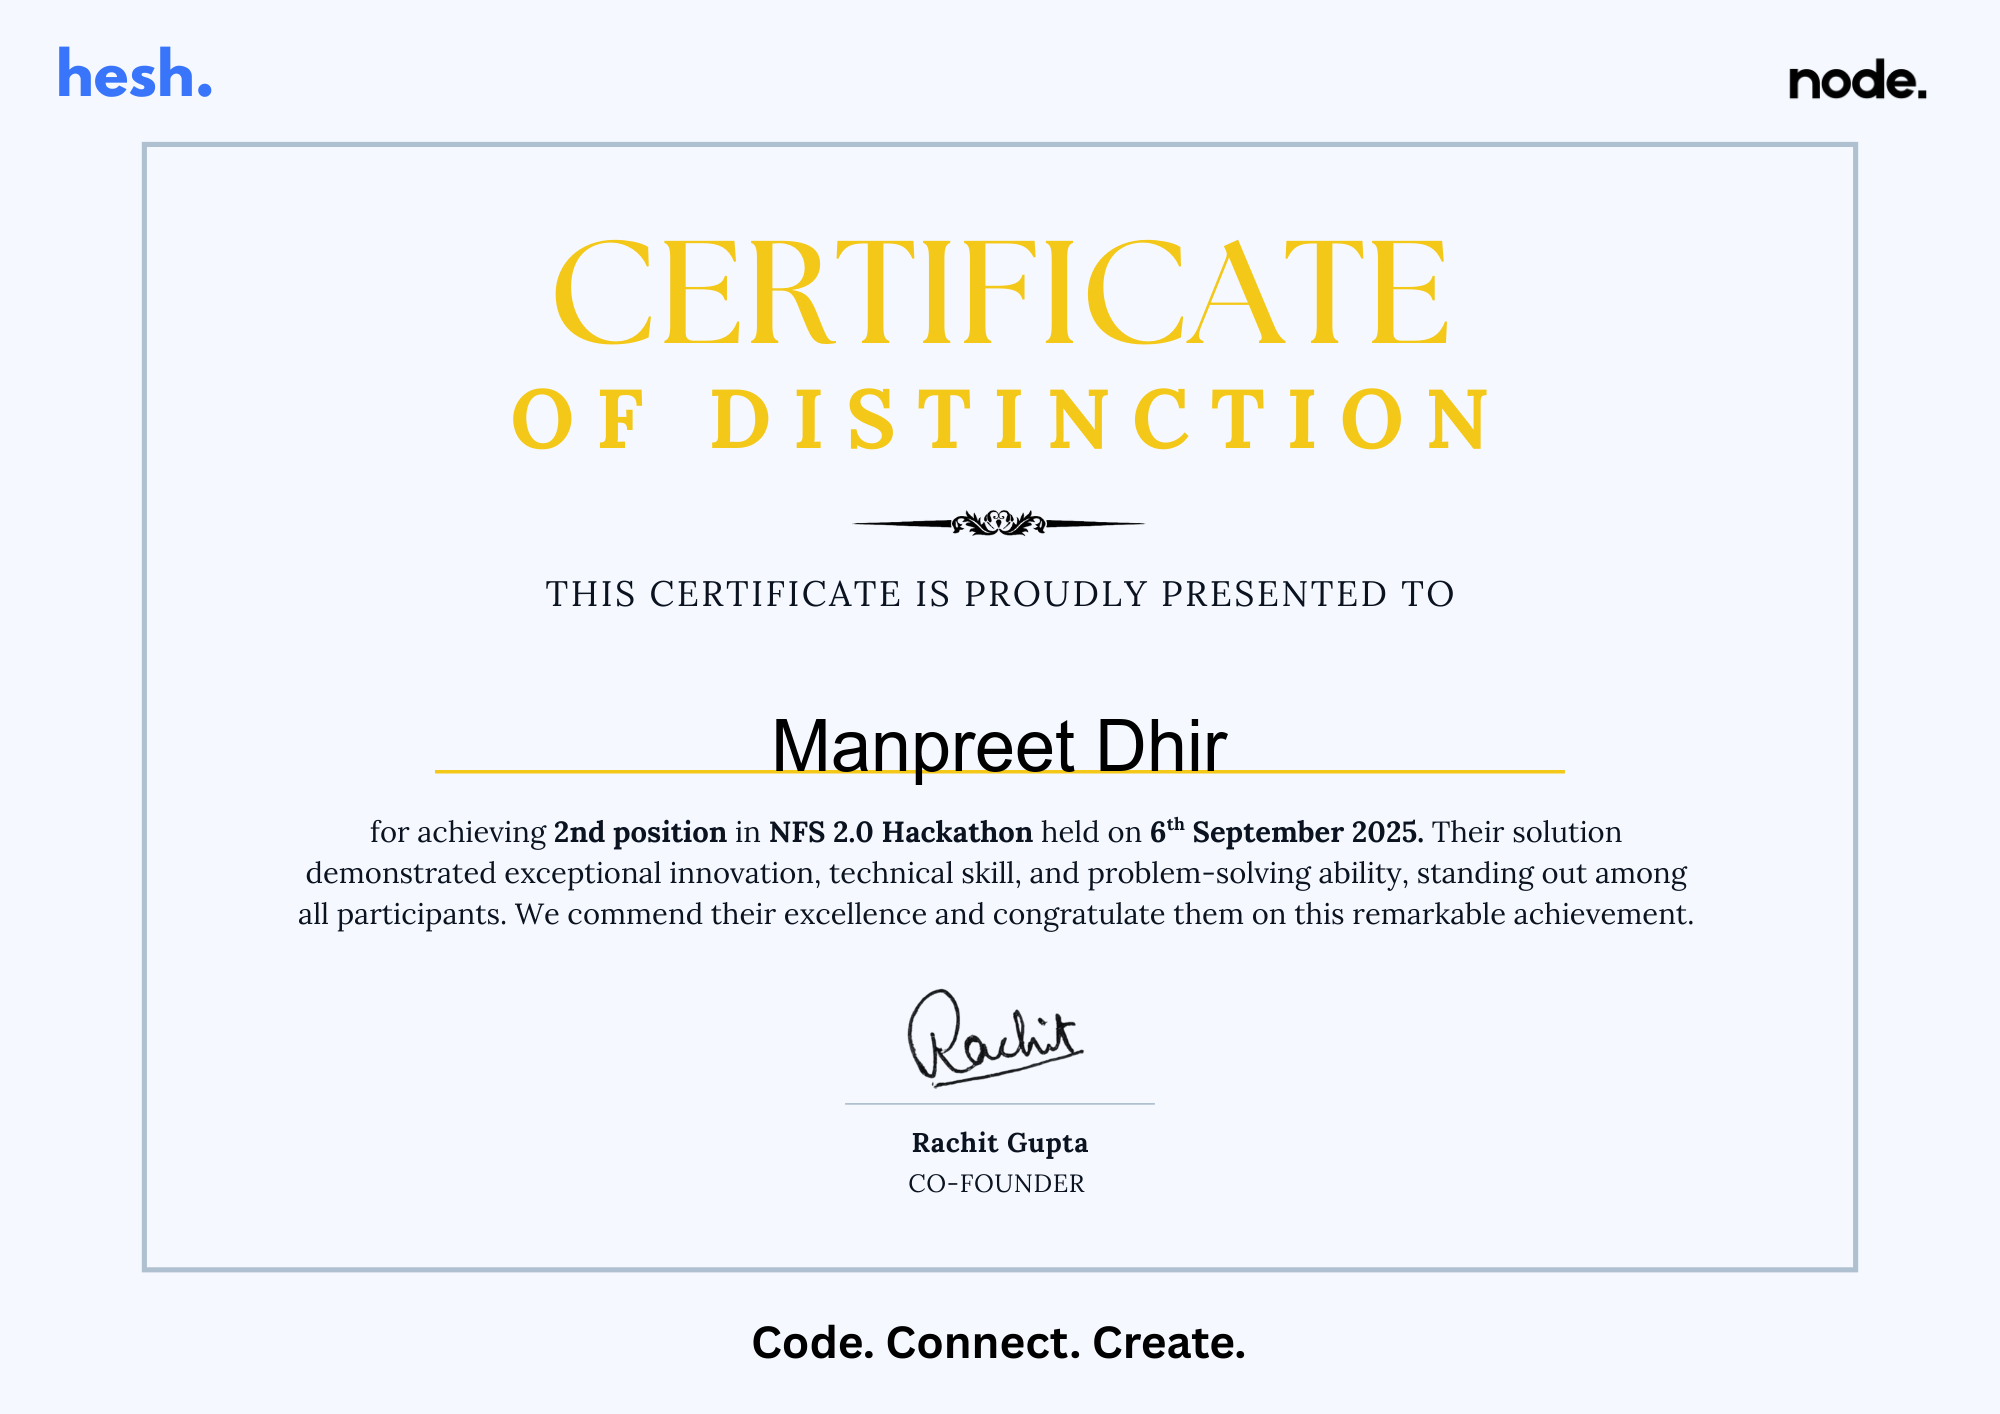 hesh.
node.
CERTIFICATE
OF DISTINCTION
THIS CERTIFICATE IS PROUDLY PRESENTED TO
Manpreet Dhir
for achieving 2nd position in NFS 2.0 Hackathon held on 6th September 2025. Their solution
demonstrated exceptional innovation, technical skill, and problem-solving ability, standing out among
all participants. We commend their excellence and congratulate them on this remarkable achievement.
Rachit
Rachit Gupta
CO-FOUNDER
Code. Connect. Create.